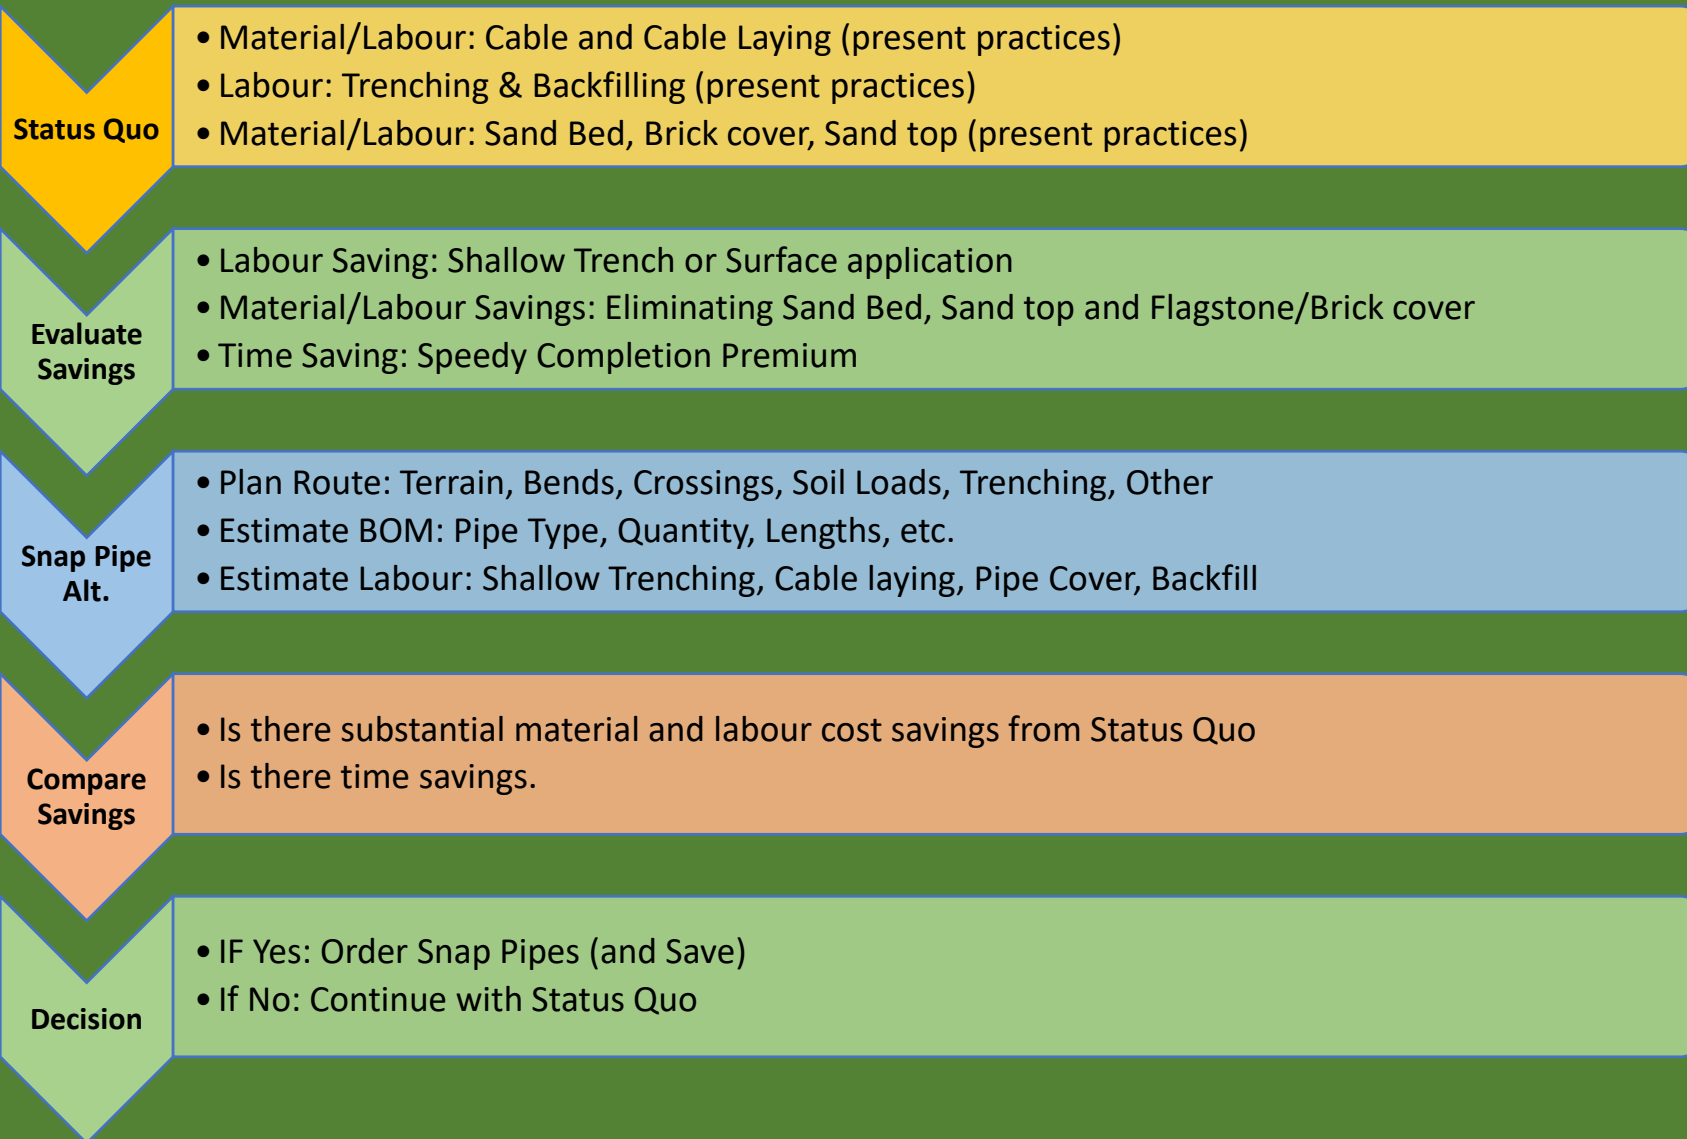 Status Quo
• Material/Labour: Cable and Cable Laying (present practices)
• Labour: Trenching & Backfilling (present practices)
• Material/Labour: Sand Bed, Brick cover, Sand top (present practices)
Evaluate
Savings
• Labour Saving: Shallow Trench or Surface application
• Material/Labour Savings: Eliminating Sand Bed, Sand top and Flagstone/Brick cover
• Time Saving: Speedy Completion Premium
Snap Pipe
Alt.
• Plan Route: Terrain, Bends, Crossings, Soil Loads, Trenching, Other
• Estimate BOM: Pipe Type, Quantity, Lengths, etc.
• Estimate Labour: Shallow Trenching, Cable laying, Pipe Cover, Backfill
Compare
Savings
• Is there substantial material and labour cost savings from Status Quo
• Is there time savings.
Decision
• IF Yes: Order Snap Pipes (and Save)
• If No: Continue with Status Quo